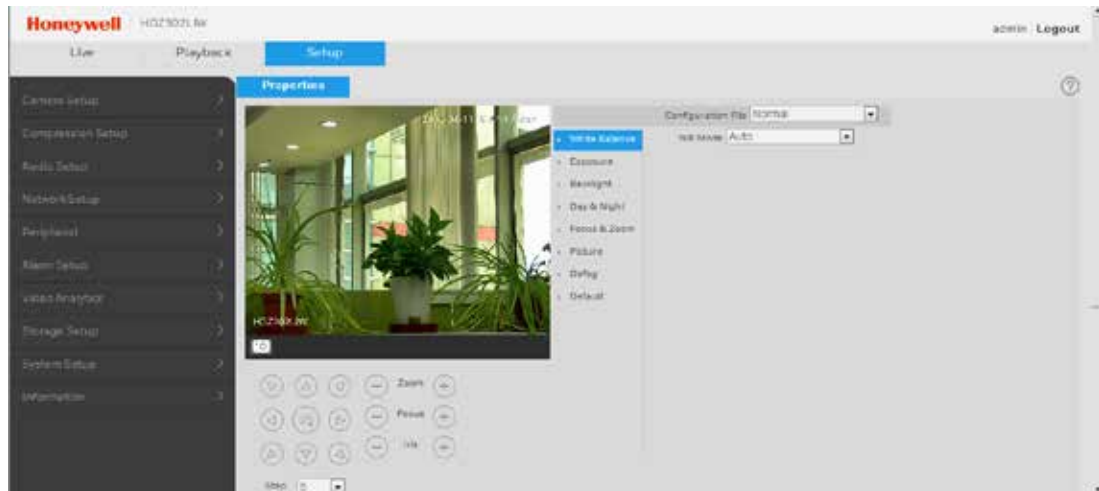 Honeywell
admin Logout
Live Playback Setup
Properties
Camera Setup
Compression Setup
Audio Setup
Network Setup
Peripheral
Alarm Setup
Video Analytics
Storage Setup
System Setup
Information
Configuration File Normal
Auto
White Balance
Exposure
Backlight
Day & Night
Focus & Zoom
Picture
Defog
Default
Zoom
Focus
Iris
Step 5